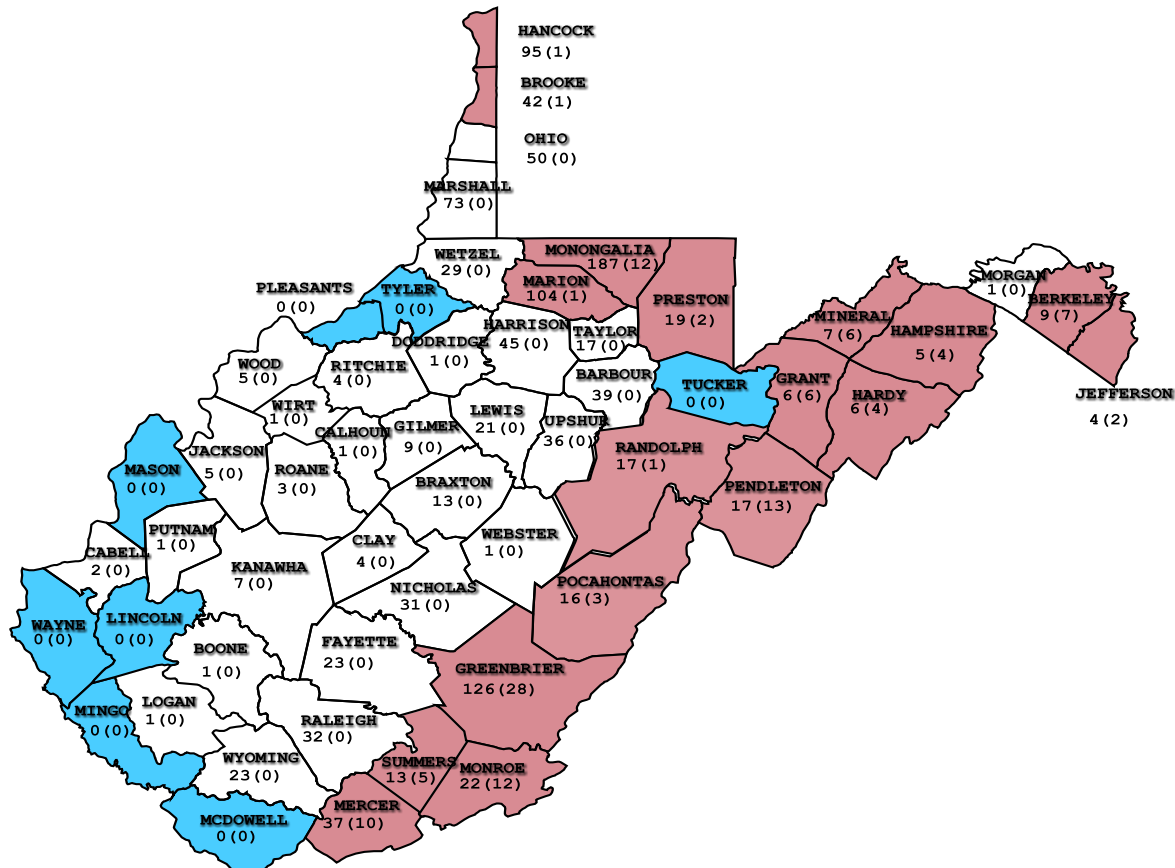 HANCOCK
95(1)
BROOKE
42(1)
OHIO
50(0)
MARSHALL
73(0)
WETZEL
29(0)
MONONGALIA
187(12)
MARION
104(1)
PRESTON
19(2)
PLEASANTS
0(0)
TYLER
0(0)
MORGAN
1(0)
BERKELEY
9(7)
MINERAL
7(6)
HAMPSHIRE
5(4)
JEFFERSON
4(2)
DODDRIDGE
1(0)
HARRISON
45(0)
TAYLOR
17(0)
WOOD
5(0)
RITCHIE
4(0)
BARBOUR
39(0)
TUCKER
0(0)
GRANT
6(6)
HARDY
6(4)
WIRT
1(0)
CALHOUN
1(0)
GILMER
9(0)
LEWIS
21(0)
UPSHUR
36(0)
RANDOLPH
17(1)
JACKSON
5(0)
ROANE
3(0)
MASON
0(0)
BRAXTON
13(0)
PENDLETON
17(13)
PUTNAM
1(0)
CABELL
2(0)
KANAWHA
7(0)
CLAY
4(0)
WEBSTER
1(0)
NICHOLAS
31(0)
POCAHONTAS
16(3)
WAYNE
0(0)
LINCOLN
0(0)
BOONE
1(0)
FAYETTE
23(0)
GREENBRIER
126(28)
MINGO
0(0)
LOGAN
1(0)
RALEIGH
32(0)
WYOMING
23(0)
SUMMERS
13(5)
MONROE
22(12)
MERCER
37(10)
MCDOWELL
0(0)